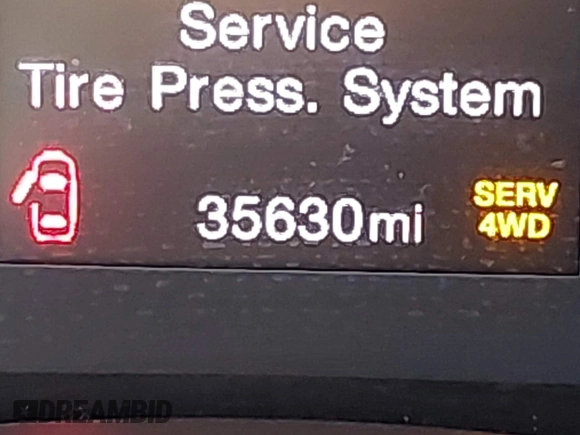 Service
Tire Press. System
35630mi
SERV
4WD
DREAMBID